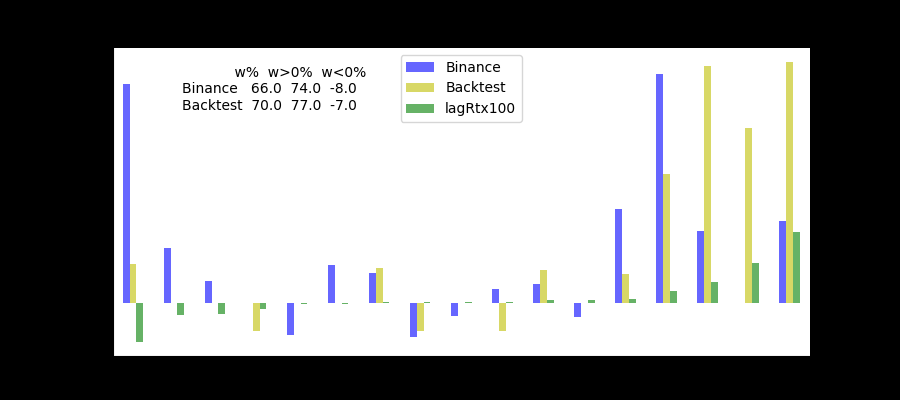 w%  w>0%  w<0%
Binance  66.0  74.0  -8.0
Backtest  70.0  77.0  -7.0
Binance
Backtest
lagRtx100